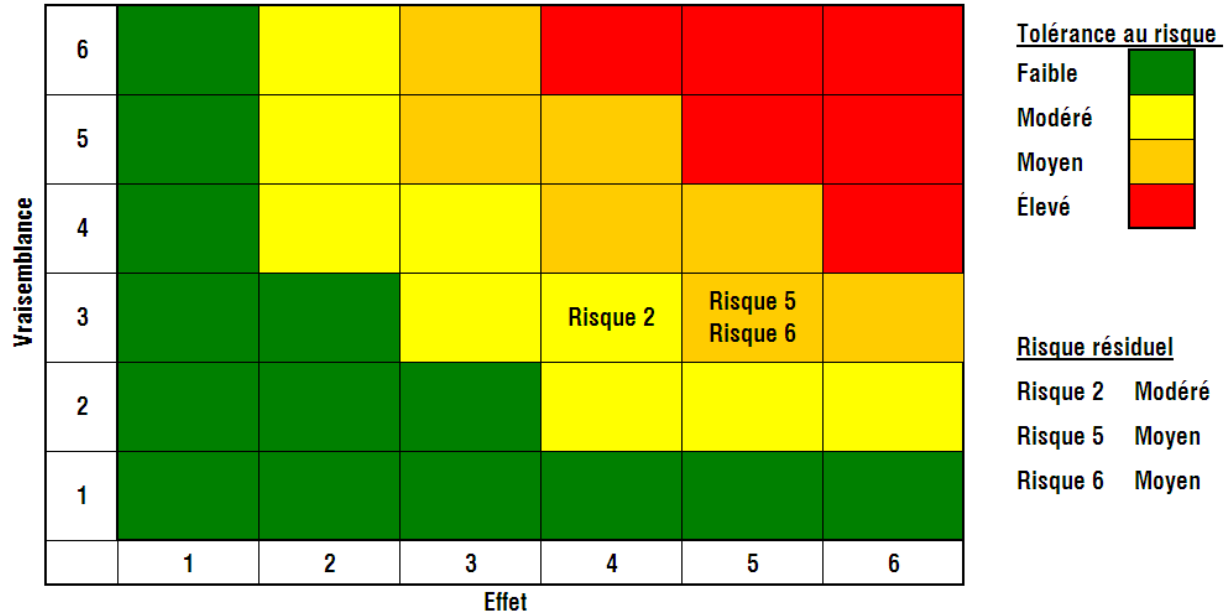 Vraisemblance
6
5
4
3
Risque 2
Risque 5
Risque 6
2
1
1 2 3 4 5 6
Effet
Tolérance au risque
Faible
Modéré
Moyen
Élevé
Risque résiduel
Risque 2 Modéré
Risque 5 Moyen
Risque 6 Moyen